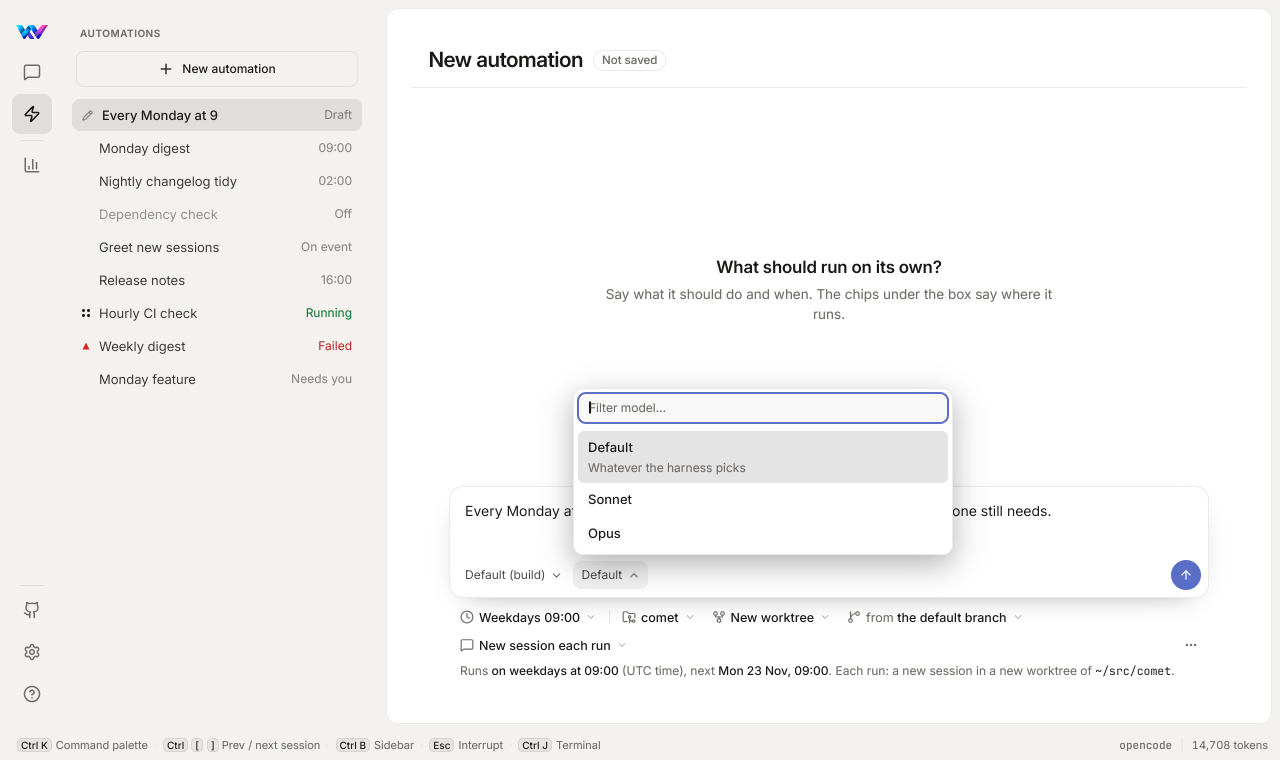 AUTOMATIONS
New automation
Every Monday at 9 Draft
Monday digest 09:00
Nightly changelog tidy 02:00
Dependency check Off
Greet new sessions On event
Release notes 16:00
Hourly CI check Running
Weekly digest Failed
Monday feature Needs you
New automation Not saved
What should run on its own?
Say what it should do and when. The chips under the box say where it
runs.
Filter model...
Default
Whatever the harness picks
Sonnet
Opus
Every Monday one still needs.
Default (build) Default
Weekdays 09:00 comet New worktree from the default branch
New session each run
Runs on weekdays at 09:00 (UTC time), next Mon 23 Nov, 09:00. Each run: a new session in a new worktree of ~/src/comet.
Ctrl K Command palette Ctrl [ ] Prev / next session Ctrl B Sidebar Esc Interrupt Ctrl J Terminal
opencode 14,708 tokens